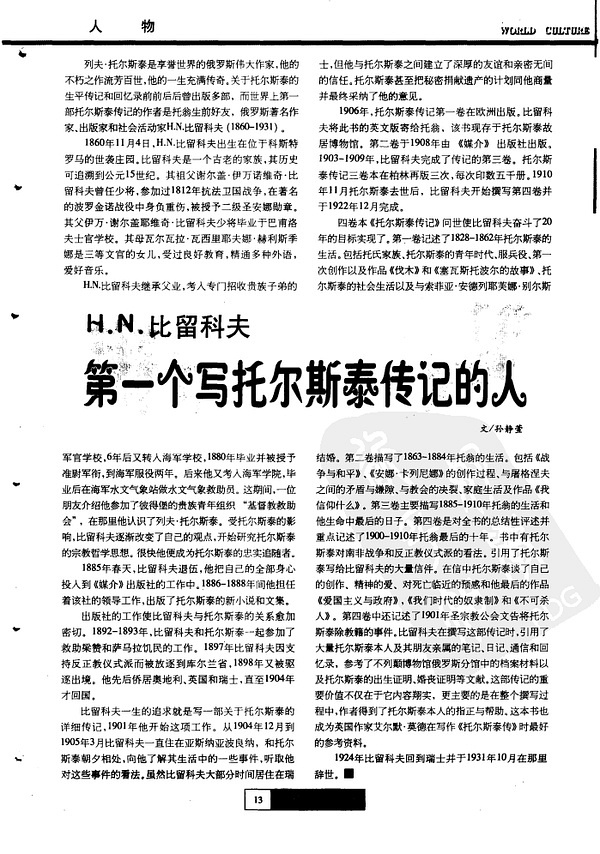 人 物
WORLD CULTURE
列夫·托尔斯泰是享誉世界的俄罗斯伟大作家,他的
不朽之作流芳百世,他的一生充满传奇。关于托尔斯泰的
生平传记和回忆录前前后后曾出版多部，而世界上第一
部托尔斯泰传记的作者是托翁生前好友，俄罗斯著名作
家、出版家和社会活动家H.N.比留科夫 (1860-1931) 。
1860年11月4日,H.N.比留科夫出生在位于科斯特
罗马的世袭庄园。比留科夫是一个古老的家族,其历史
可追溯到公元15世纪。其祖父谢尔盖·伊万诺维奇·比
留科夫曾任少将,参加过1812年抗法卫国战争,在著名
的波罗金诺战役中身负重伤,被授予二级圣安娜勋章。
其父伊万·谢尔盖耶维奇·比留科夫少将毕业于巴甫洛
夫士官学校。其母瓦尔瓦拉·瓦西里耶夫娜·赫利斯季
娜是三等文官的女儿,受过良好教育,精通多种外语,
爱好音乐。
H.N.比留科夫继承父业,考入专门招收贵族子弟的
士,但他与托尔斯泰之间建立了深厚的友谊和亲密无间
的信任。托尔斯泰甚至把秘密捐献遗产的计划同他商量
并最终采纳了他的意见。
1906年,托尔斯泰传记第一卷在欧洲出版。比留科
夫将此书的英文版寄给托翁，该书现存于托尔斯泰故
居博物馆。第二卷于1908年由《媒介》出版社出版。
1903-1909年,比留科夫完成了传记的第三卷。托尔斯
泰传记三卷本在柏林再版三次,每次印数五千册。1910
年11月托尔斯泰去世后，比留科夫开始撰写第四卷并
于1922年12月完成。
四卷本《托尔斯泰传记》问世使比留科夫奋斗了20
年的目标实现了。第一卷记述了1828-1862年托尔斯泰的
生活。包括托氏家族、托尔斯泰的青年时代、服兵役、第一
次创作以及作品《伐木》和《塞瓦斯托波尔的故事》、托
尔斯泰的社会生活以及与索非亚·安德列耶芙娜·别尔斯
H.N.比留科夫
第一个写托尔斯泰传记的人
文/孙静萱
军官学校,6年后又转入海军学校,1880年毕业并被授予
准尉军衔,到海军服役两年。后来他又考入海军学院,毕
业后在海军水文气象站做水文气象救助员。这期间,一位
朋友介绍他参加了彼得堡的贵族青年组织“基督教救助
会”，在那里他认识了列夫·托尔斯泰。受托尔斯泰的影
响,比留科夫逐渐改变了自己的观点,开始研究托尔斯泰
的宗教哲学思想。很快他便成为托尔斯泰的忠实追随者。
1885年春天,比留科夫退伍,他把自己的全部身心
投入到《媒介》出版社的工作中。1886-1888年间他担任
着该社的领导工作,出版了托尔斯泰的新小说和文集。
出版社的工作使比留科夫与托尔斯泰的关系愈加
密切。1892-1893年,比留科夫和托尔斯泰一起参加了
救助梁赞和萨马拉饥民的工作。1897年比留科夫因支
持反正教仪式派而被放逐到库尔兰省,1898年又被驱
逐出境。他先后侨居奥地利、英国和瑞士,直至1904年
才回国。
比留科夫一生的追求就是写一部关于托尔斯泰的
详细传记,1901年他开始这项工作。从1904年12月到
1905年3月比留科夫一直住在亚斯纳亚波良纳，和托尔
斯泰朝夕相处,向他了解其生活中的一些事件,听取他
对这些事件的看法。虽然比留科夫大部分时间居住在瑞
结婚。第二卷描写了1863-1884年托翁的生活。包括《战
争与和平》、《安娜·卡列尼娜》的创作过程、与屠格涅夫
之间的矛盾与嫌隙、与教会的决裂、家庭生活及作品《我
信仰什么》。第三卷主要描写1885-1910年托翁的生活和
他生命中最后的日子。第四卷是对全书的总结性评述并
重点记述了1900-1910年托翁最后的十年。书中有托尔
斯泰对南非战争和反正教仪式派的看法。引用了托尔斯
泰写给比留科夫的大量信件。在信中托尔斯泰谈了自己
的创作、精神的爱、对死亡临近的预感和他最后的作品
《爱国主义与政府》，《我们时代的奴隶制》和《不可杀
人》。第四卷中还记述了1901年圣宗教公会文告将托尔
斯泰除教籍的事件。比留科夫在撰写这部传记时,引用了
大量托尔斯泰本人及其朋友亲属的笔记、日记、通信和回
忆录，参考了不列颠博物馆俄罗斯分馆中的档案材料以
及托尔斯泰的出生证明、婚丧证明等文献。这部传记的重
要价值不仅在于它内容翔实，更主要的是在整个撰写过
程中,作者得到了托尔斯泰本人的指正与帮助。这本书也
成为英国作家艾尔默·莫德在写作《托尔斯泰传》时最好
的参考资料。
1924年比留科夫回到瑞士并于1931年10月在那里
辞世。
13